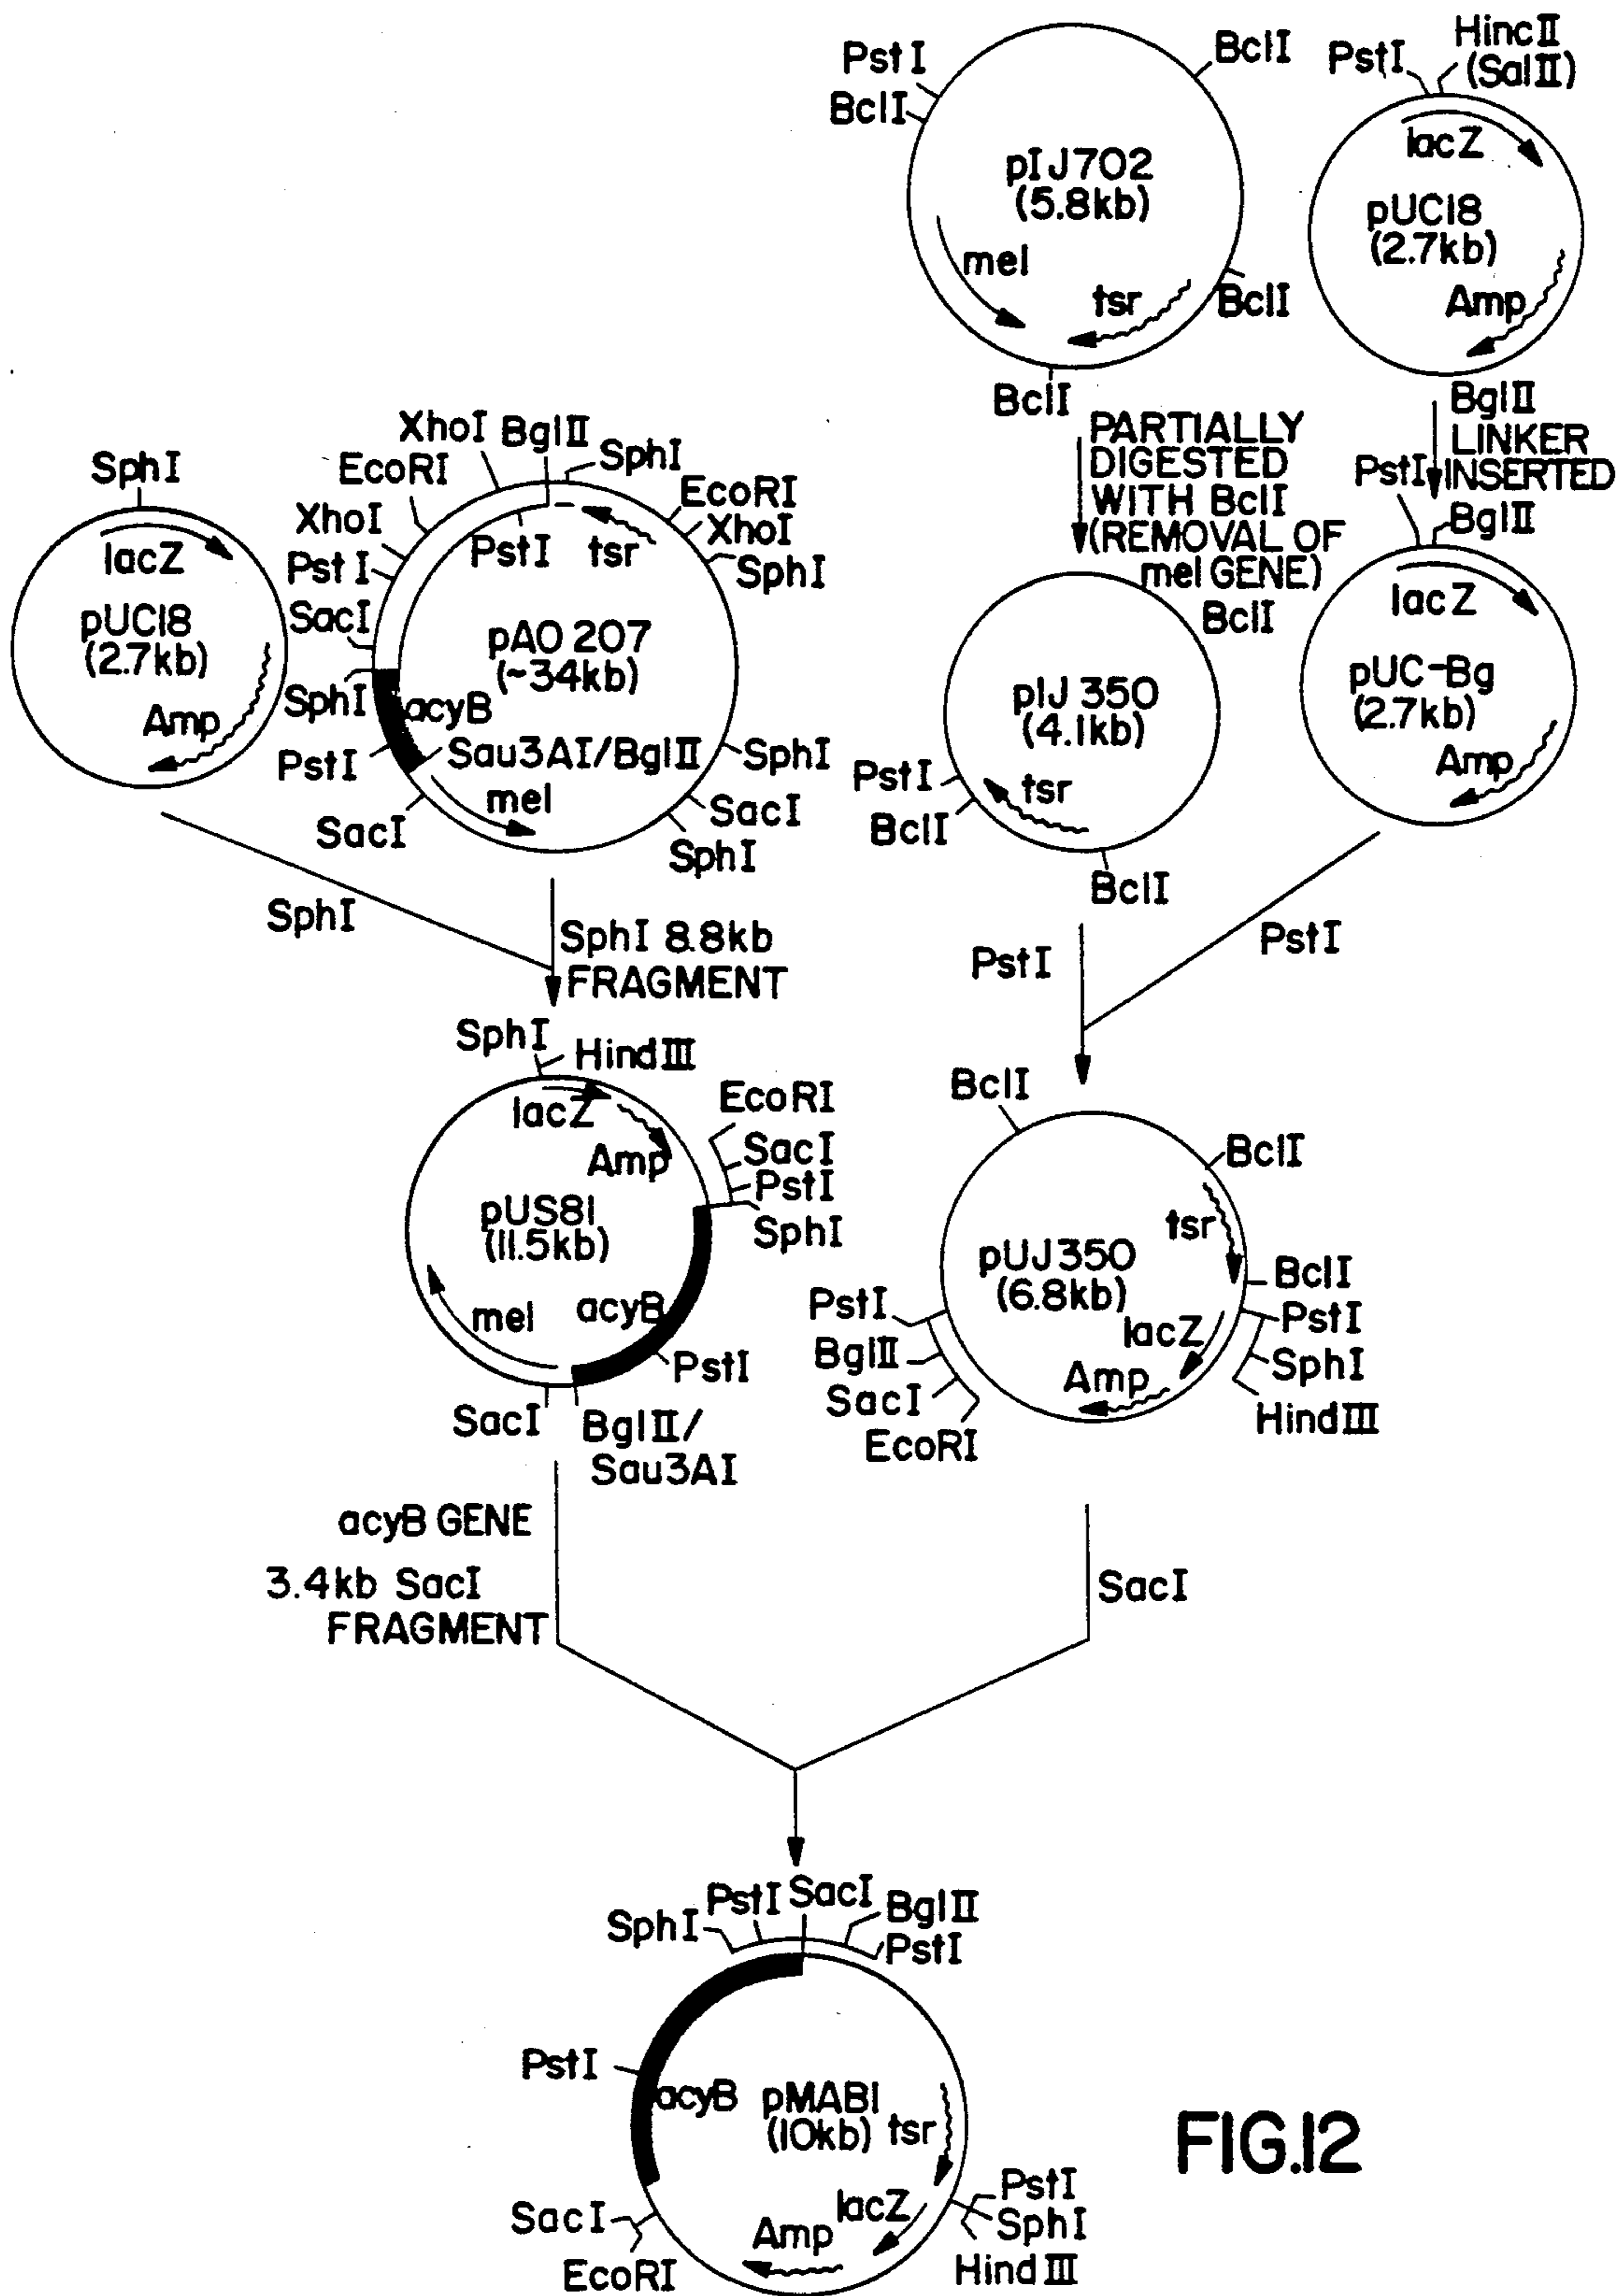 PstI
BclI
BclI
pIJ702
(5.8kb)
mel
tsr
BclI
BclI
PstI
HincII
(SalII)
lacZ
pUC18
(2.7kb)
Amp
PARTIALLY
DIGESTED
WITH BclI
(REMOVAL OF
mel GENE)
BglII
LINKER
INSERTED
SphI
lacZ
pUC18
(2.7kb)
Amp
XhoI
BglII
SphI
EcoRI
EcoRI
XhoI
XhoI
PstI
PstI
tsr
SphI
SacI
pAO 207
(~34kb)
SphI
acyB
PstI
Sau3AI/BglII
SphI
mel
SacI
SacI
SphI
BclI
pIJ 350
(4.1kb)
PstI
tsr
BclI
BclI
PstI
BglII
lacZ
pUC-Bg
(2.7kb)
Amp
SphI
SphI 8.8kb
FRAGMENT
PstI
PstI
SphI
HindIII
lacZ
EcoRI
Amp
SacI
PstI
SphI
pUS81
(11.5kb)
mel
acyB
PstI
SacI
BglII/
Sau3AI
BclI
BclI
tsr
pUJ350
(6.8kb)
BclI
PstI
PstI
lacZ
BglII
SphI
Amp
SacI
HindIII
EcoRI
acyB GENE
3.4kb SacI
FRAGMENT
SacI
PstI
SacI
BglII
SphI
PstI
PstI
acyB
pMAB1
(10kb)
tsr
PstI
SacI
lacZ
SphI
Amp
EcoRI
HindIII
FIG.12